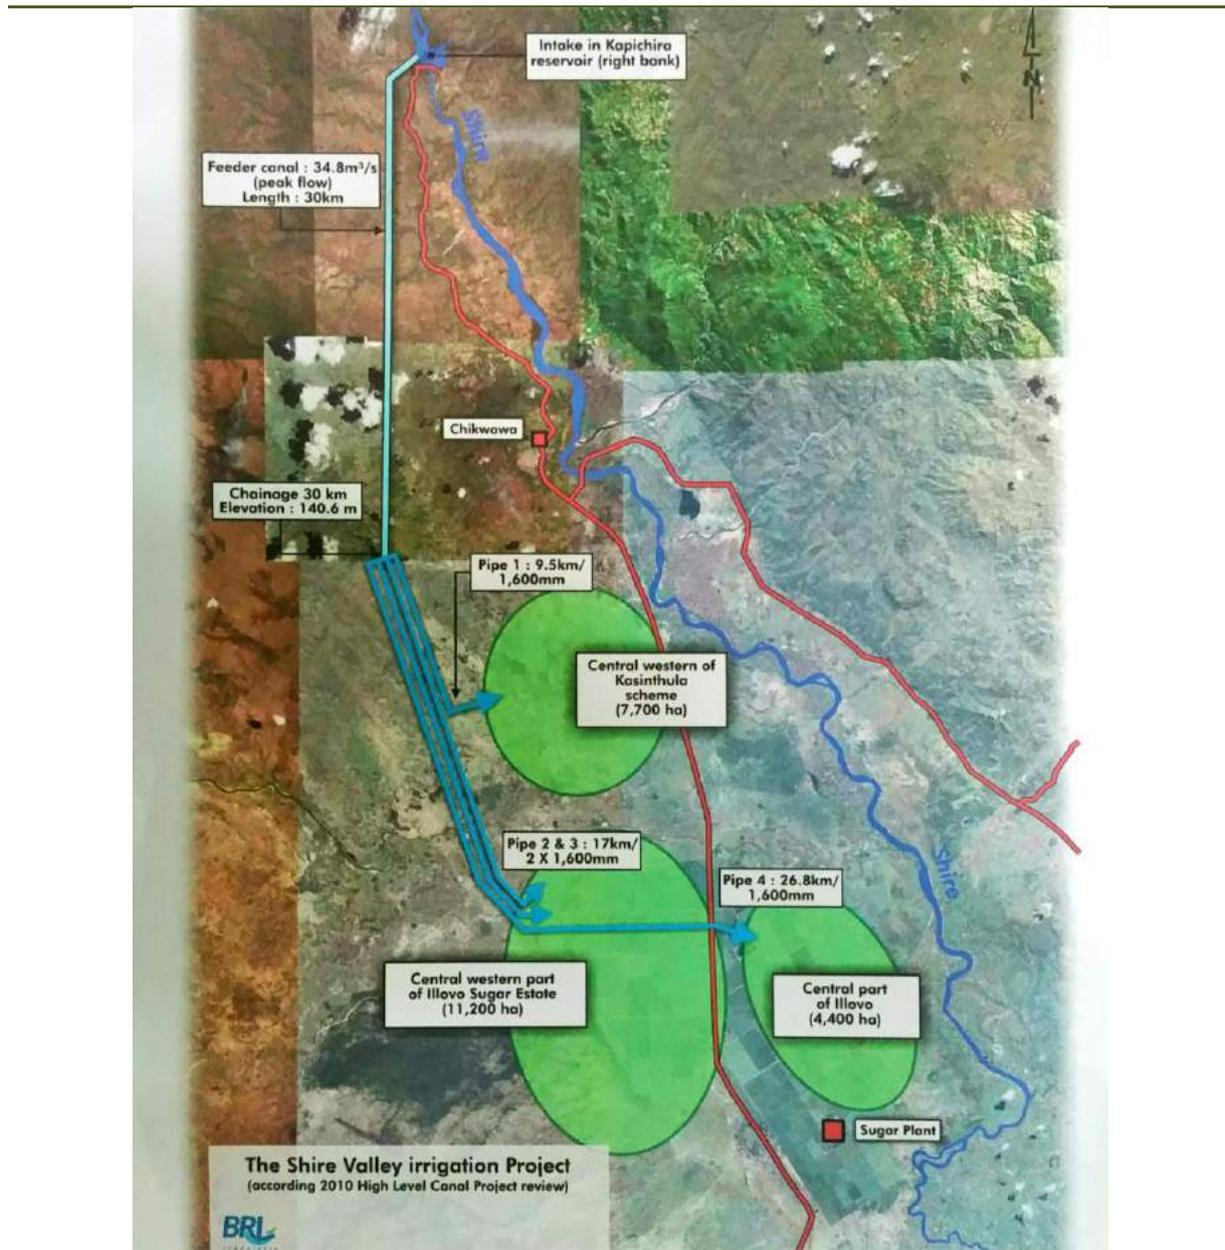 Intake in Kapichira
reservoir (right bank)
N
Shire
Feeder canal : 34.8m³/s
(peak flow)
Length : 30km
Chikwawa
Chainage 30 km
Elevation : 140.6 m
Pipe 1 : 9.5km/
1,600mm
Central western of
Kasinthula
scheme
(7,700 ha)
Pipe 2 & 3 : 17km/
2 X 1,600mm
Pipe 4 : 26.8km/
1,600mm
Shire
Central western part
of Illovo Sugar Estate
(11,200 ha)
Central part
of Illovo
(4,400 ha)
Sugar Plant
The Shire Valley irrigation Project
(according 2010 High Level Canal Project review)
BRL